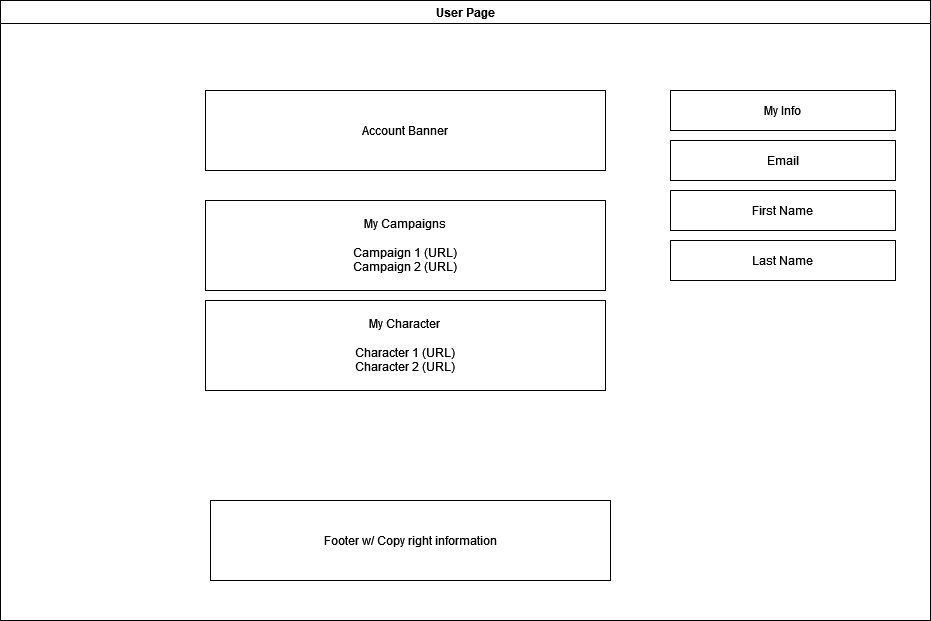 User Page
Account Banner
My Campaigns
Campaign 1 (URL)
Campaign 2 (URL)
My Character
Character 1 (URL)
Character 2 (URL)
My Info
Email
First Name
Last Name
Footer w/ Copy right information